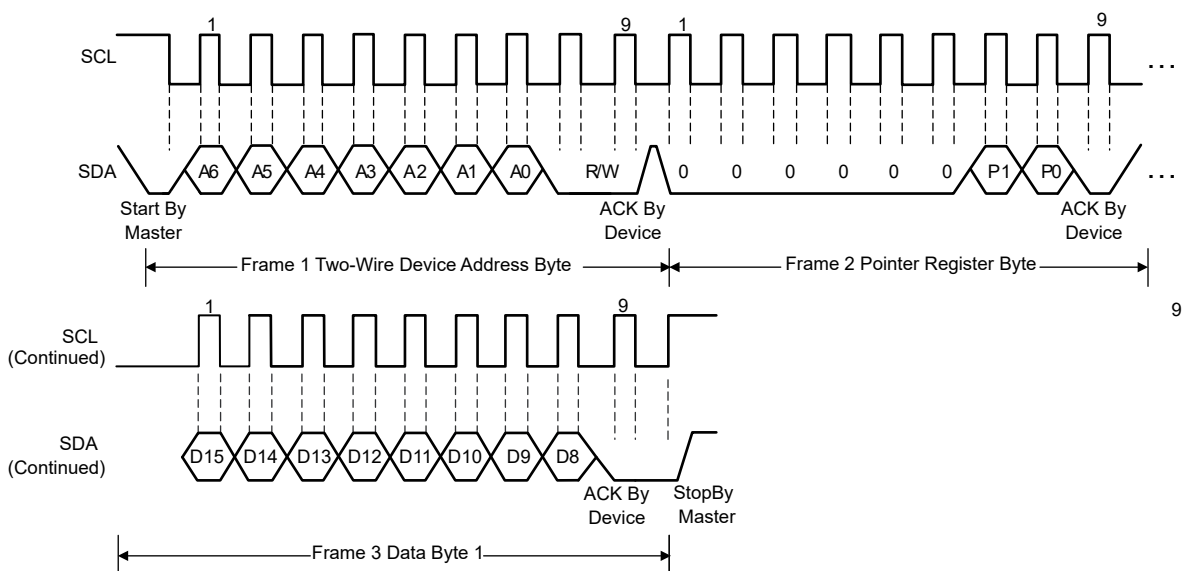 1 9 1 9
SCL
...
SDA A6 A5 A4 A3 A2 A1 A0 R/W 0 0 0 0 0 0 P1 P0 ...
Start By Master
ACK By Device
ACK By Device
Frame 1 Two-Wire Device Address Byte
Frame 2 Pointer Register Byte
1 9 9
SCL (Continued)
SDA (Continued)
D15 D14 D13 D12 D11 D10 D9 D8
ACK By Device
StopBy Master
Frame 3 Data Byte 1